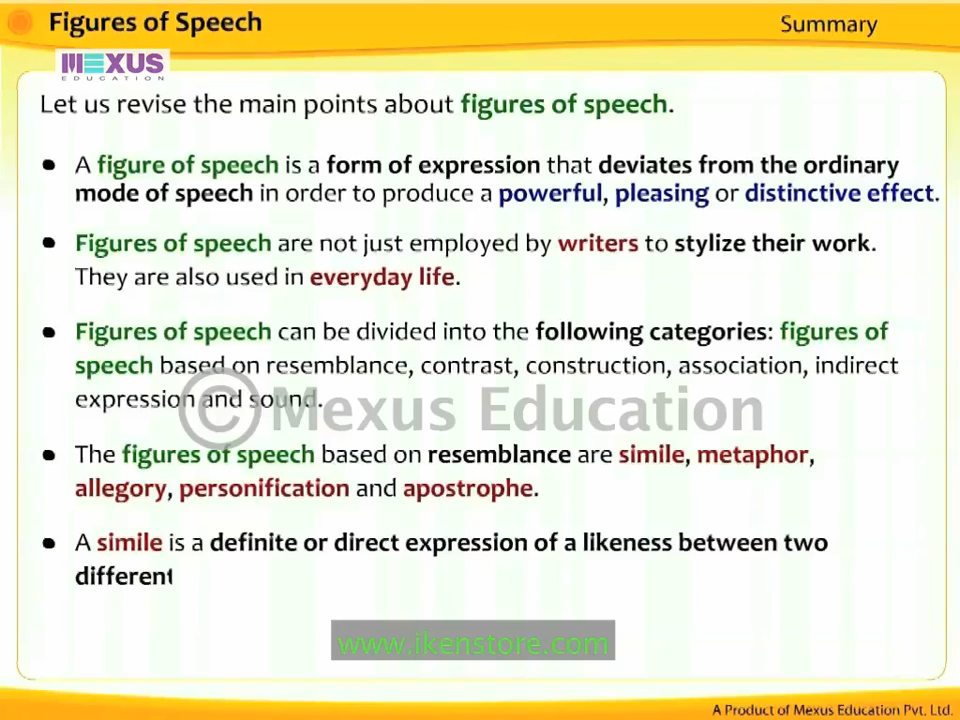 Figures of Speech
Summary
MEXUS
EDUCATION
Let us revise the main points about figures of speech.
● A figure of speech is a form of expression that deviates from the ordinary
mode of speech in order to produce a powerful, pleasing or distinctive effect.
● Figures of speech are not just employed by writers to stylize their work.
They are also used in everyday life.
● Figures of speech can be divided into the following categories: figures of
speech based on resemblance, contrast, construction, association, indirect
expression and sound.
© Mexus Education
● The figures of speech based on resemblance are simile, metaphor,
allegory, personification and apostrophe.
● A simile is a definite or direct expression of a likeness between two
different
www.ikenstore.com
A Product of Mexus Education Pvt. Ltd.